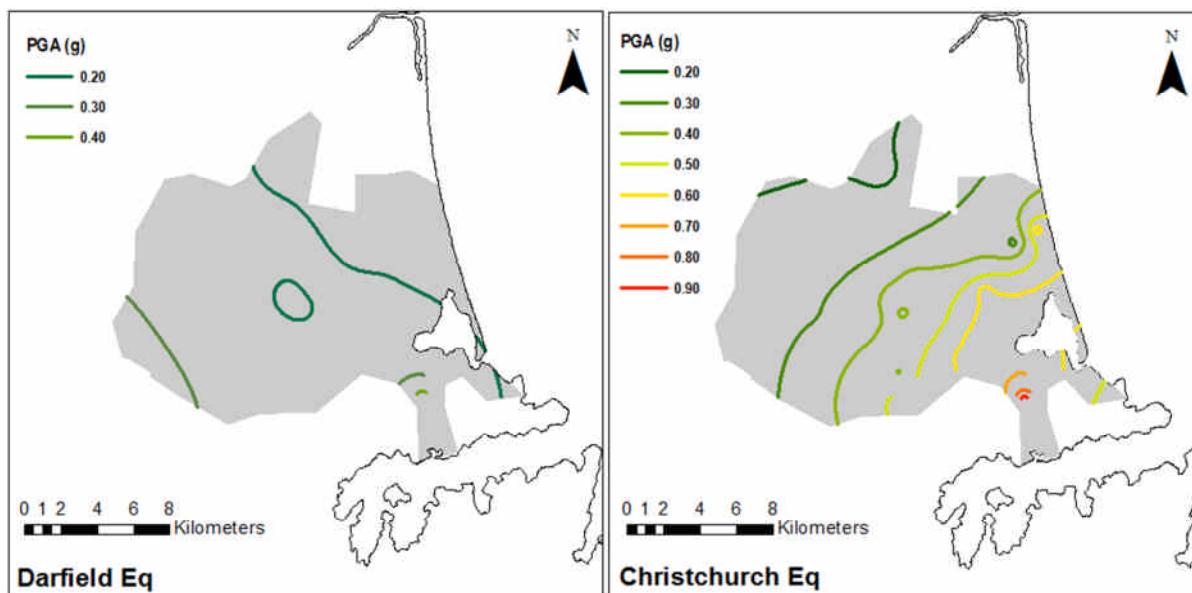 PGA (g)
0.20
0.30
0.40
N
0 1 2 4 6 8
Kilometers
Darfield Eq
PGA (g)
0.20
0.30
0.40
0.50
0.60
0.70
0.80
0.90
N
0 1 2 4 6 8
Kilometers
Christchurch Eq